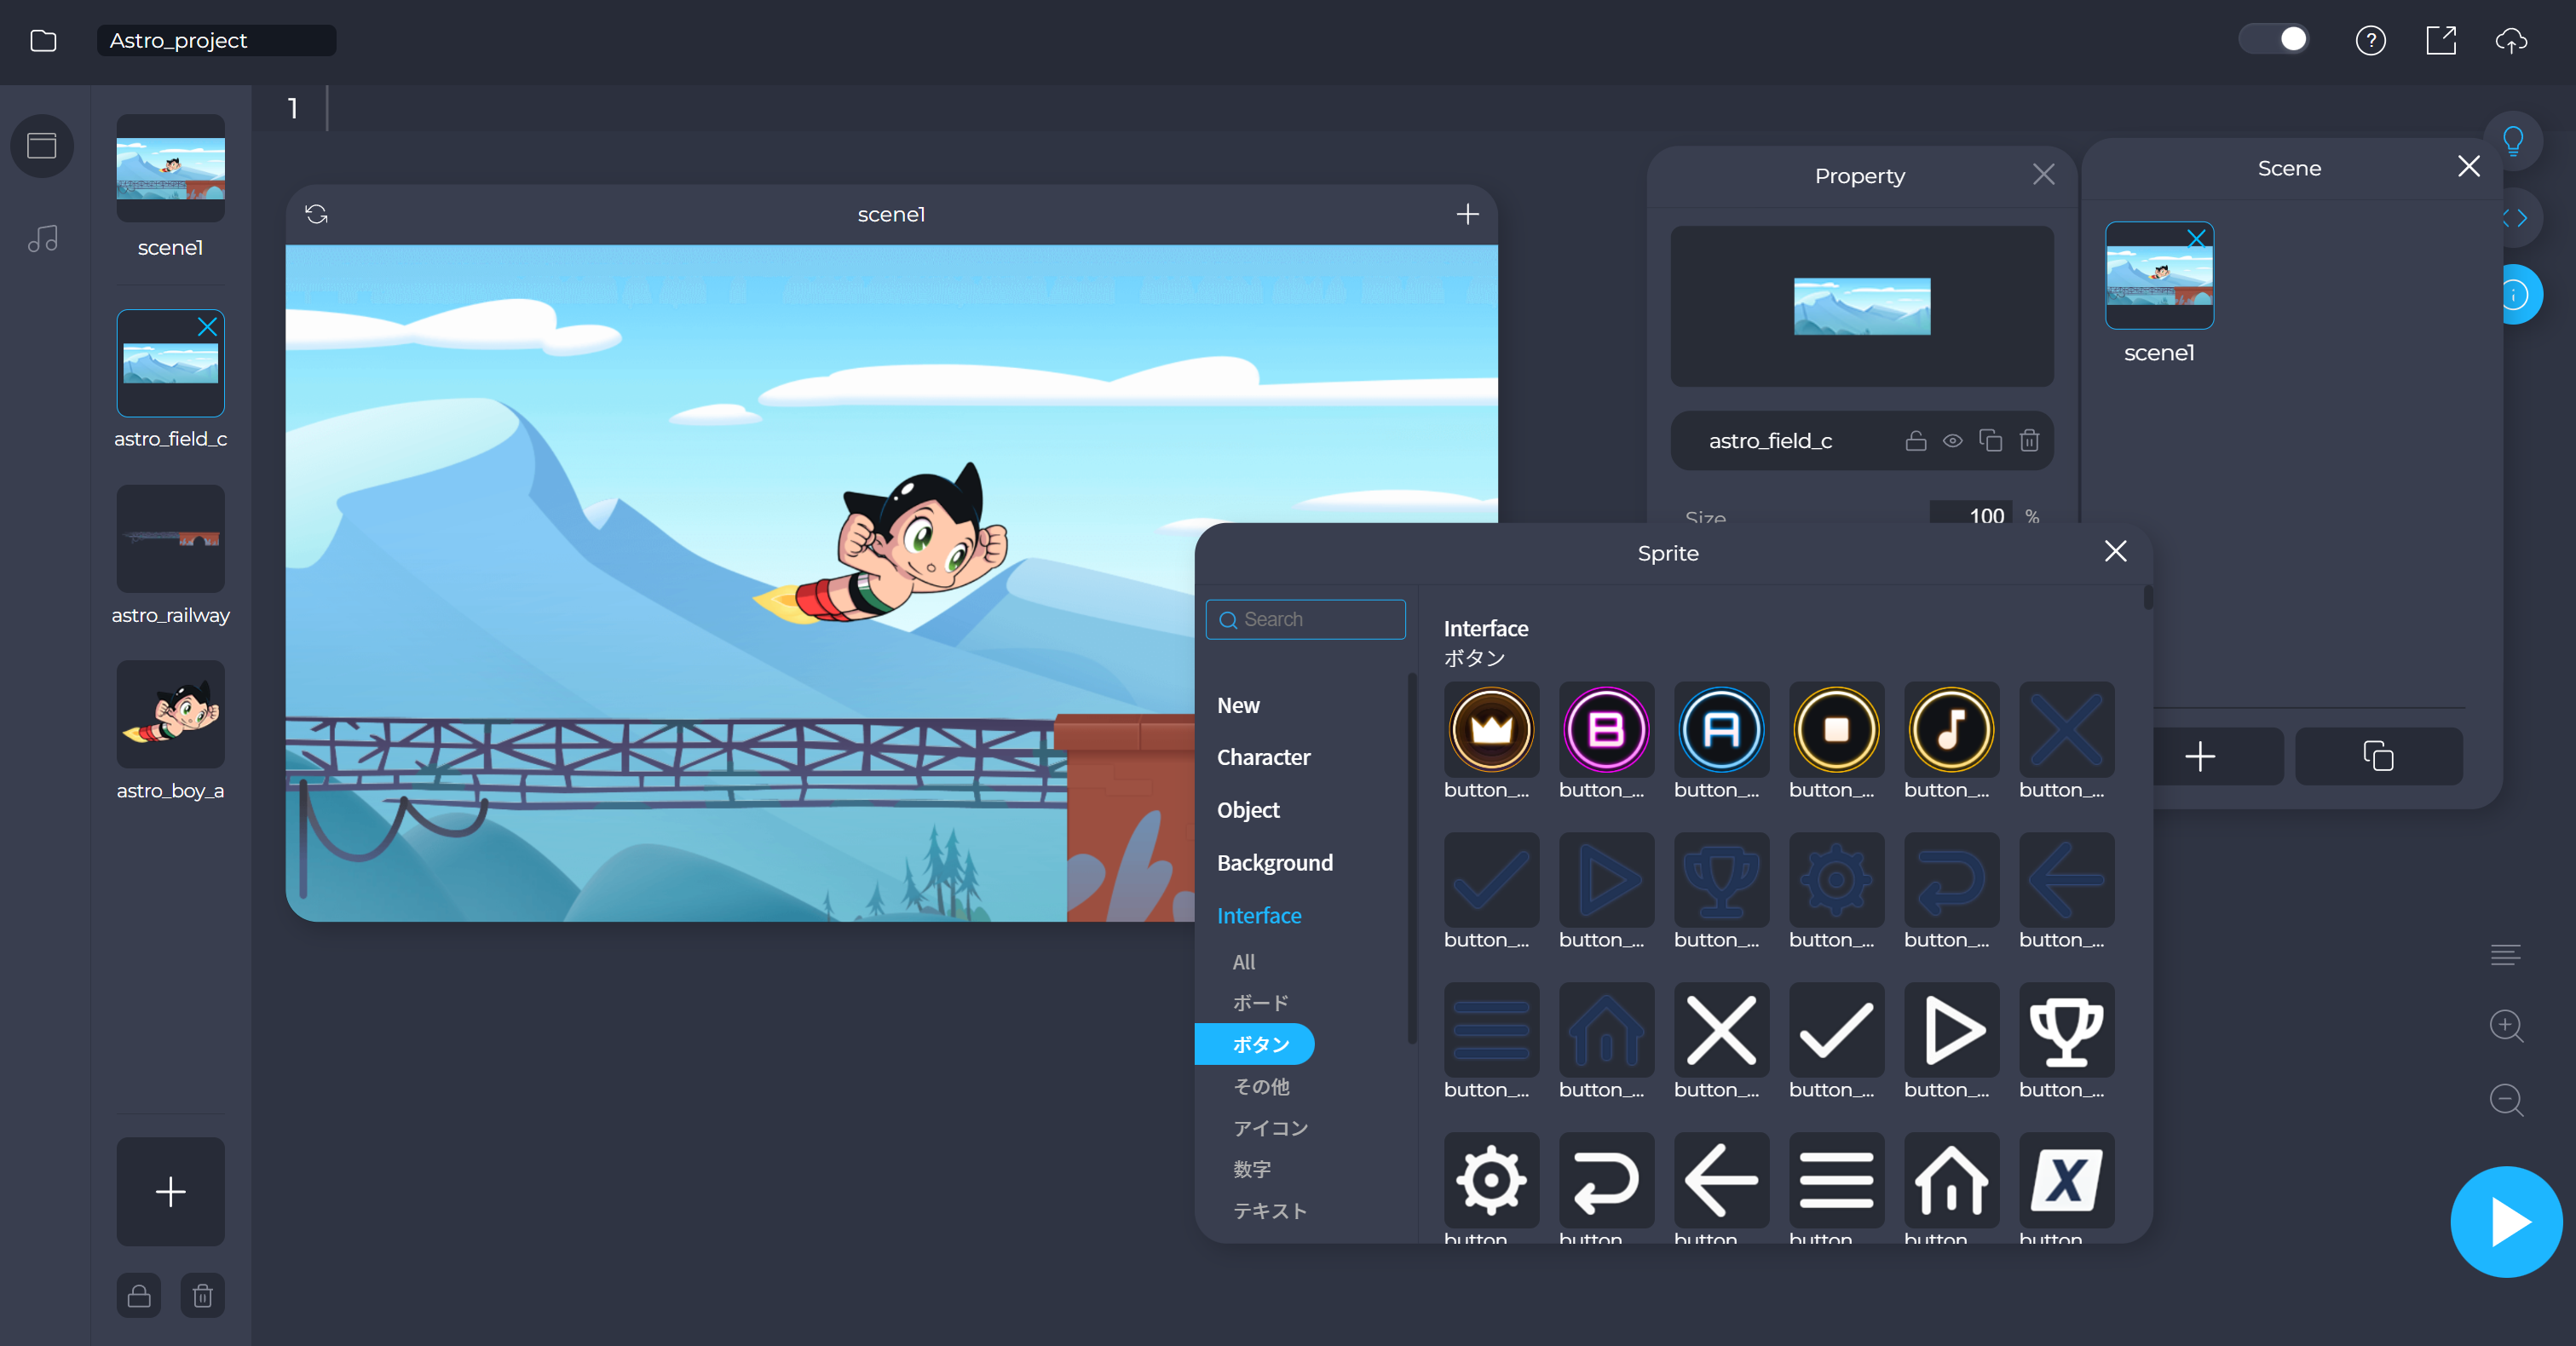 Astro_project
1
scene1
astro_field_c
astro_railway
astro_boy_a
scene1
Property
astro_field_c
Size 100 %
Scene
scene1
Sprite
Search
New
Character
Object
Background
Interface
All
ボード
ボタン
その他
アイコン
数字
テキスト
Interface
ボタン
B A
button_... button_... button_... button_... button_... button_...
button_... button_... button_... button_... button_... button_...
button_... button_... button_... button_... button_... button_...
X
button button button button button button